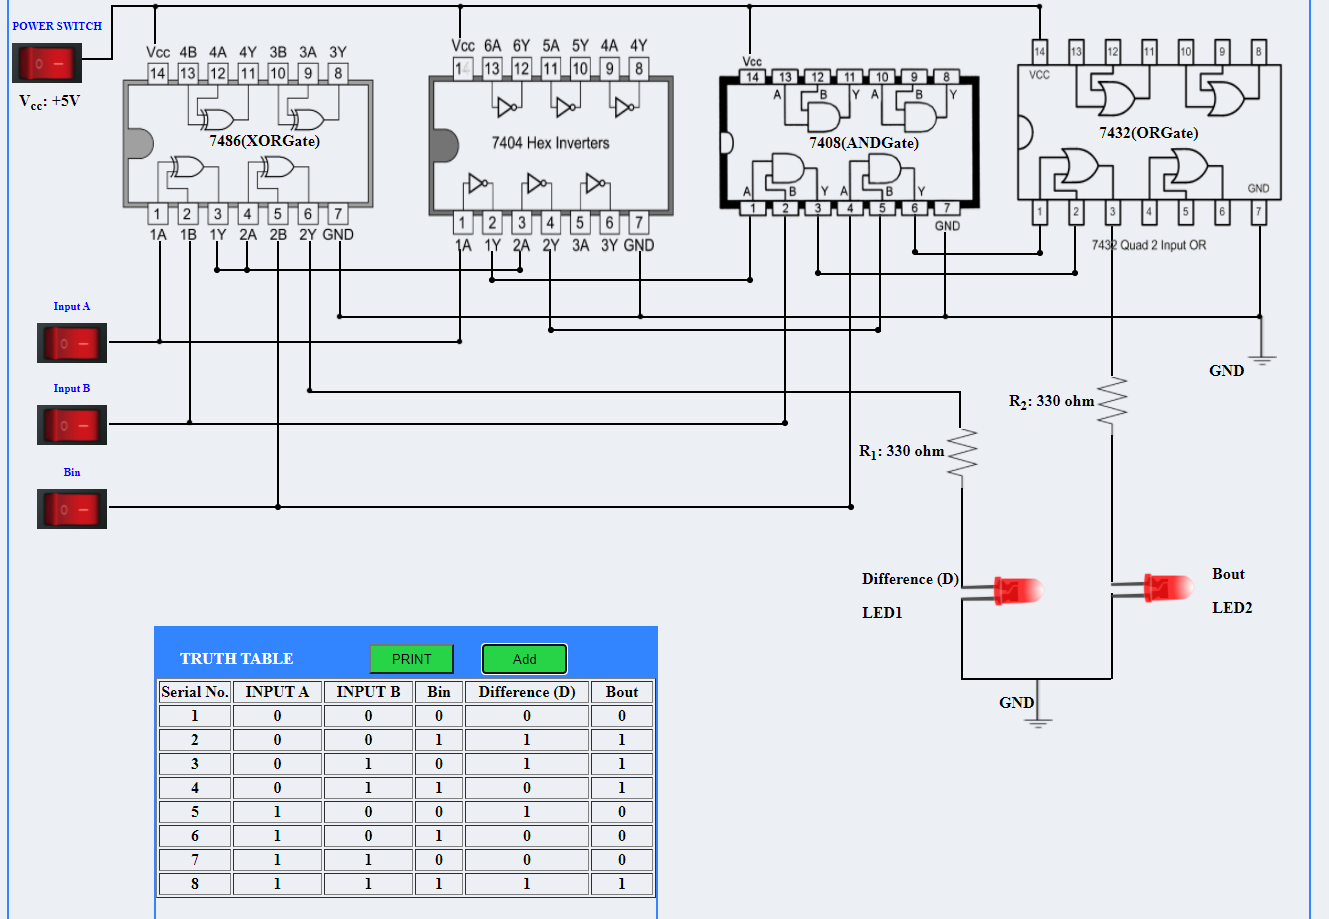 POWER SWITCH
Vcc: +5V
Vcc 4B 4A 4Y 3B 3A 3Y
14 13 12 11 10 9 8
7486(XORGate)
1 2 3 4 5 6 7
1A 1B 1Y 2A 2B 2Y GND
Vcc 6A 6Y 5A 5Y 4A 4Y
14 13 12 11 10 9 8
7404 Hex Inverters
1 2 3 4 5 6 7
1A 1Y 2A 2Y 3A 3Y GND
Vcc
14 13 12 11 10 9 8
A B Y A B Y
7408(ANDGate)
A B Y A B Y
1 2 3 4 5 6 7
GND
14 13 12 11 10 9 8
VCC
7432(ORGate)
GND
1 2 3 4 5 6 7
7432 Quad 2 Input OR
Input A
Input B
Bin
GND
R2: 330 ohm
R1: 330 ohm
Difference (D)
LED1
Bout
LED2
GND
TRUTH TABLE PRINT Add
Serial No. INPUT A INPUT B Bin Difference (D) Bout
1 0 0 0 0 0
2 0 0 1 1 1
3 0 1 0 1 1
4 0 1 1 0 1
5 1 0 0 1 0
6 1 0 1 0 0
7 1 1 0 0 0
8 1 1 1 1 1